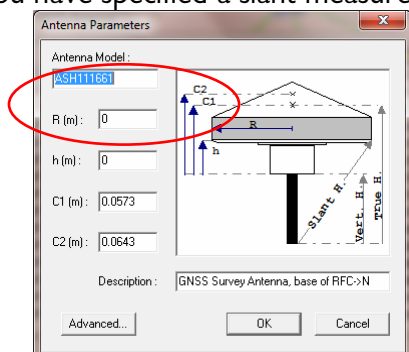 ou have specified a slant measure
Antenna Parameters
Antenna Model :
ASH111661
R (m) : 0
h (m) : 0
C1 (m) : 0.0573
C2 (m) : 0.0643
C2
C1
R
h
Slant H.
Vert. H.
True H.
Description : GNSS Survey Antenna, base of RFC->N
Advanced... OK Cancel